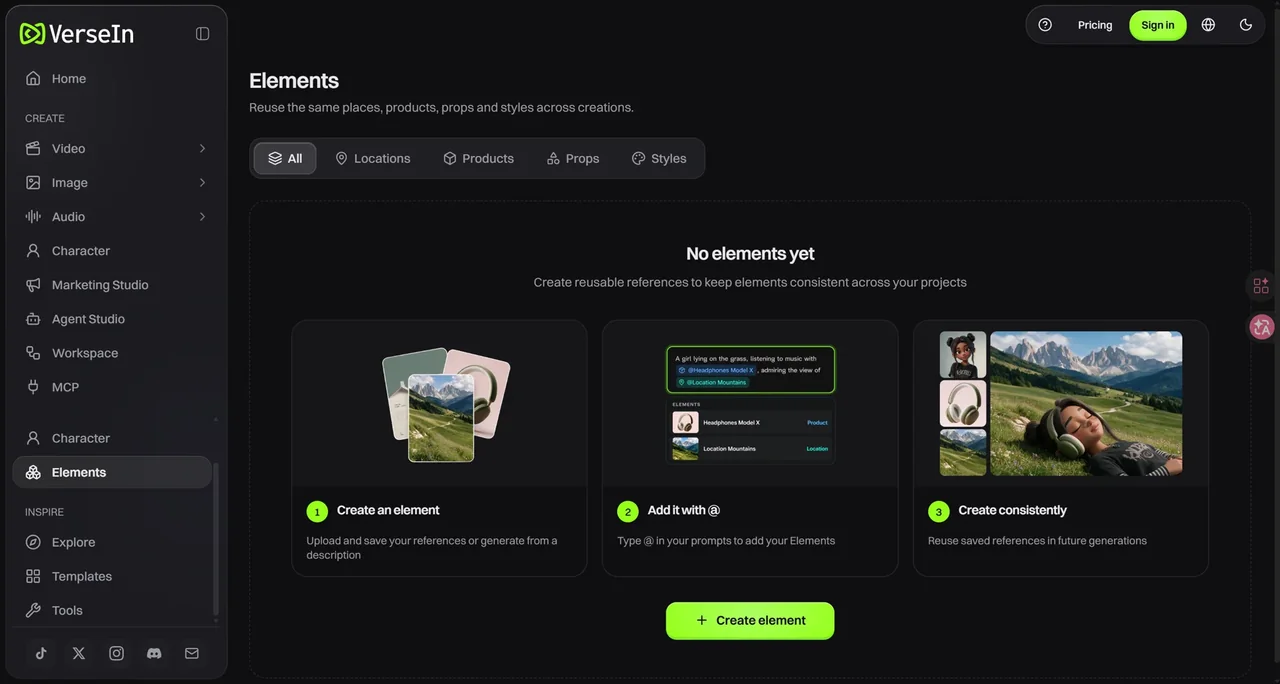 VerseIn
Home
CREATE
Video
Image
Audio
Character
Marketing Studio
Agent Studio
Workspace
MCP
Character
Elements
INSPIRE
Explore
Templates
Tools
Pricing
Sign in
Elements
Reuse the same places, products, props and styles across creations.
All
Locations
Products
Props
Styles
No elements yet
Create reusable references to keep elements consistent across your projects
A girl lying on the grass, listening to music with
@Headphones Model X , admiring the view of
@Location Mountains
ELEMENTS
Headphones Model X Product
Location Mountains Location
1 Create an element
Upload and save your references or generate from a
description
2 Add it with @
Type @ in your prompts to add your Elements
3 Create consistently
Reuse saved references in future generations
+ Create element